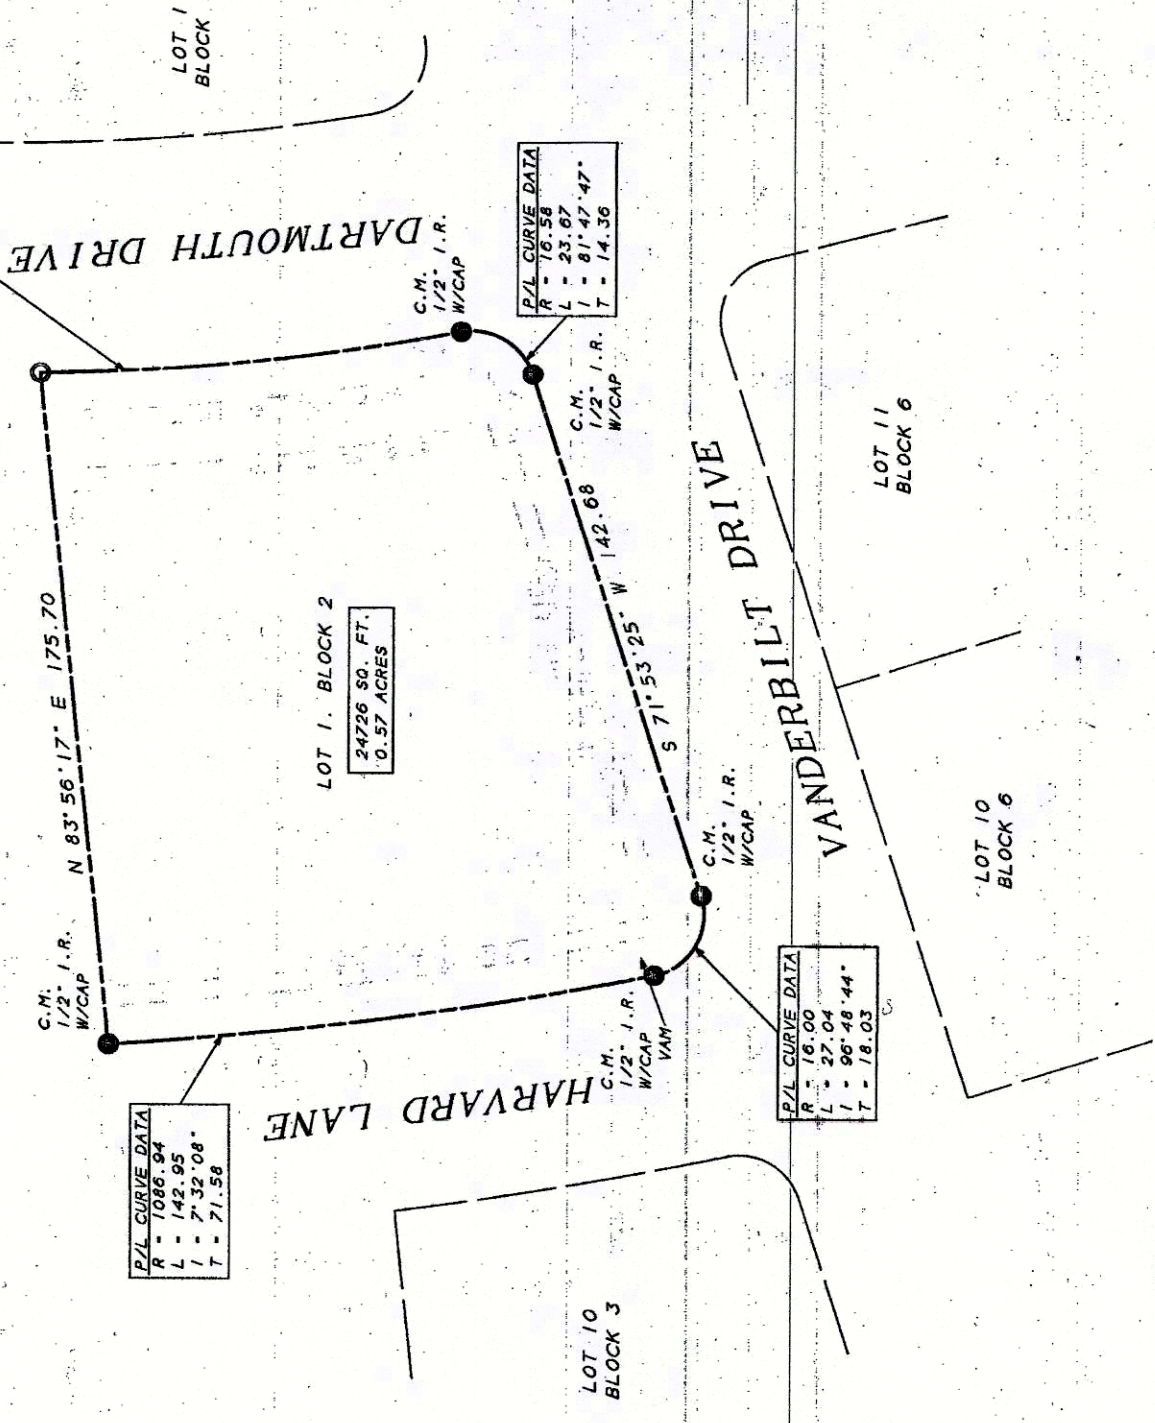 LOT 1
BLOCK
DARTMOUTH DRIVE
C.M.
1/2" I.R.
W/CAP
P/L CURVE DATA
R - 16.58
L - 23.67
I - 81°47'47"
T - 14.36
C.M.
1/2" I.R.
W/CAP
N 83°56'17" E 175.70
LOT 1, BLOCK 2
24726 SQ. FT.
0.57 ACRES
S 71°53'25" W 142.68
VANDERBILT DRIVE
LOT 11
BLOCK 6
LOT 10
BLOCK 6
C.M.
1/2" I.R.
W/CAP
C.M.
1/2" I.R.
W/CAP
C.M.
1/2" I.R.
W/CAP
VAM
HARVARD LANE
P/L CURVE DATA
R - 1086.94
L - 142.95
I - 7°32'08"
T - 71.58
P/L CURVE DATA
R - 16.00
L - 27.04
I - 96°48'44"
T - 18.03
LOT 10
BLOCK 3